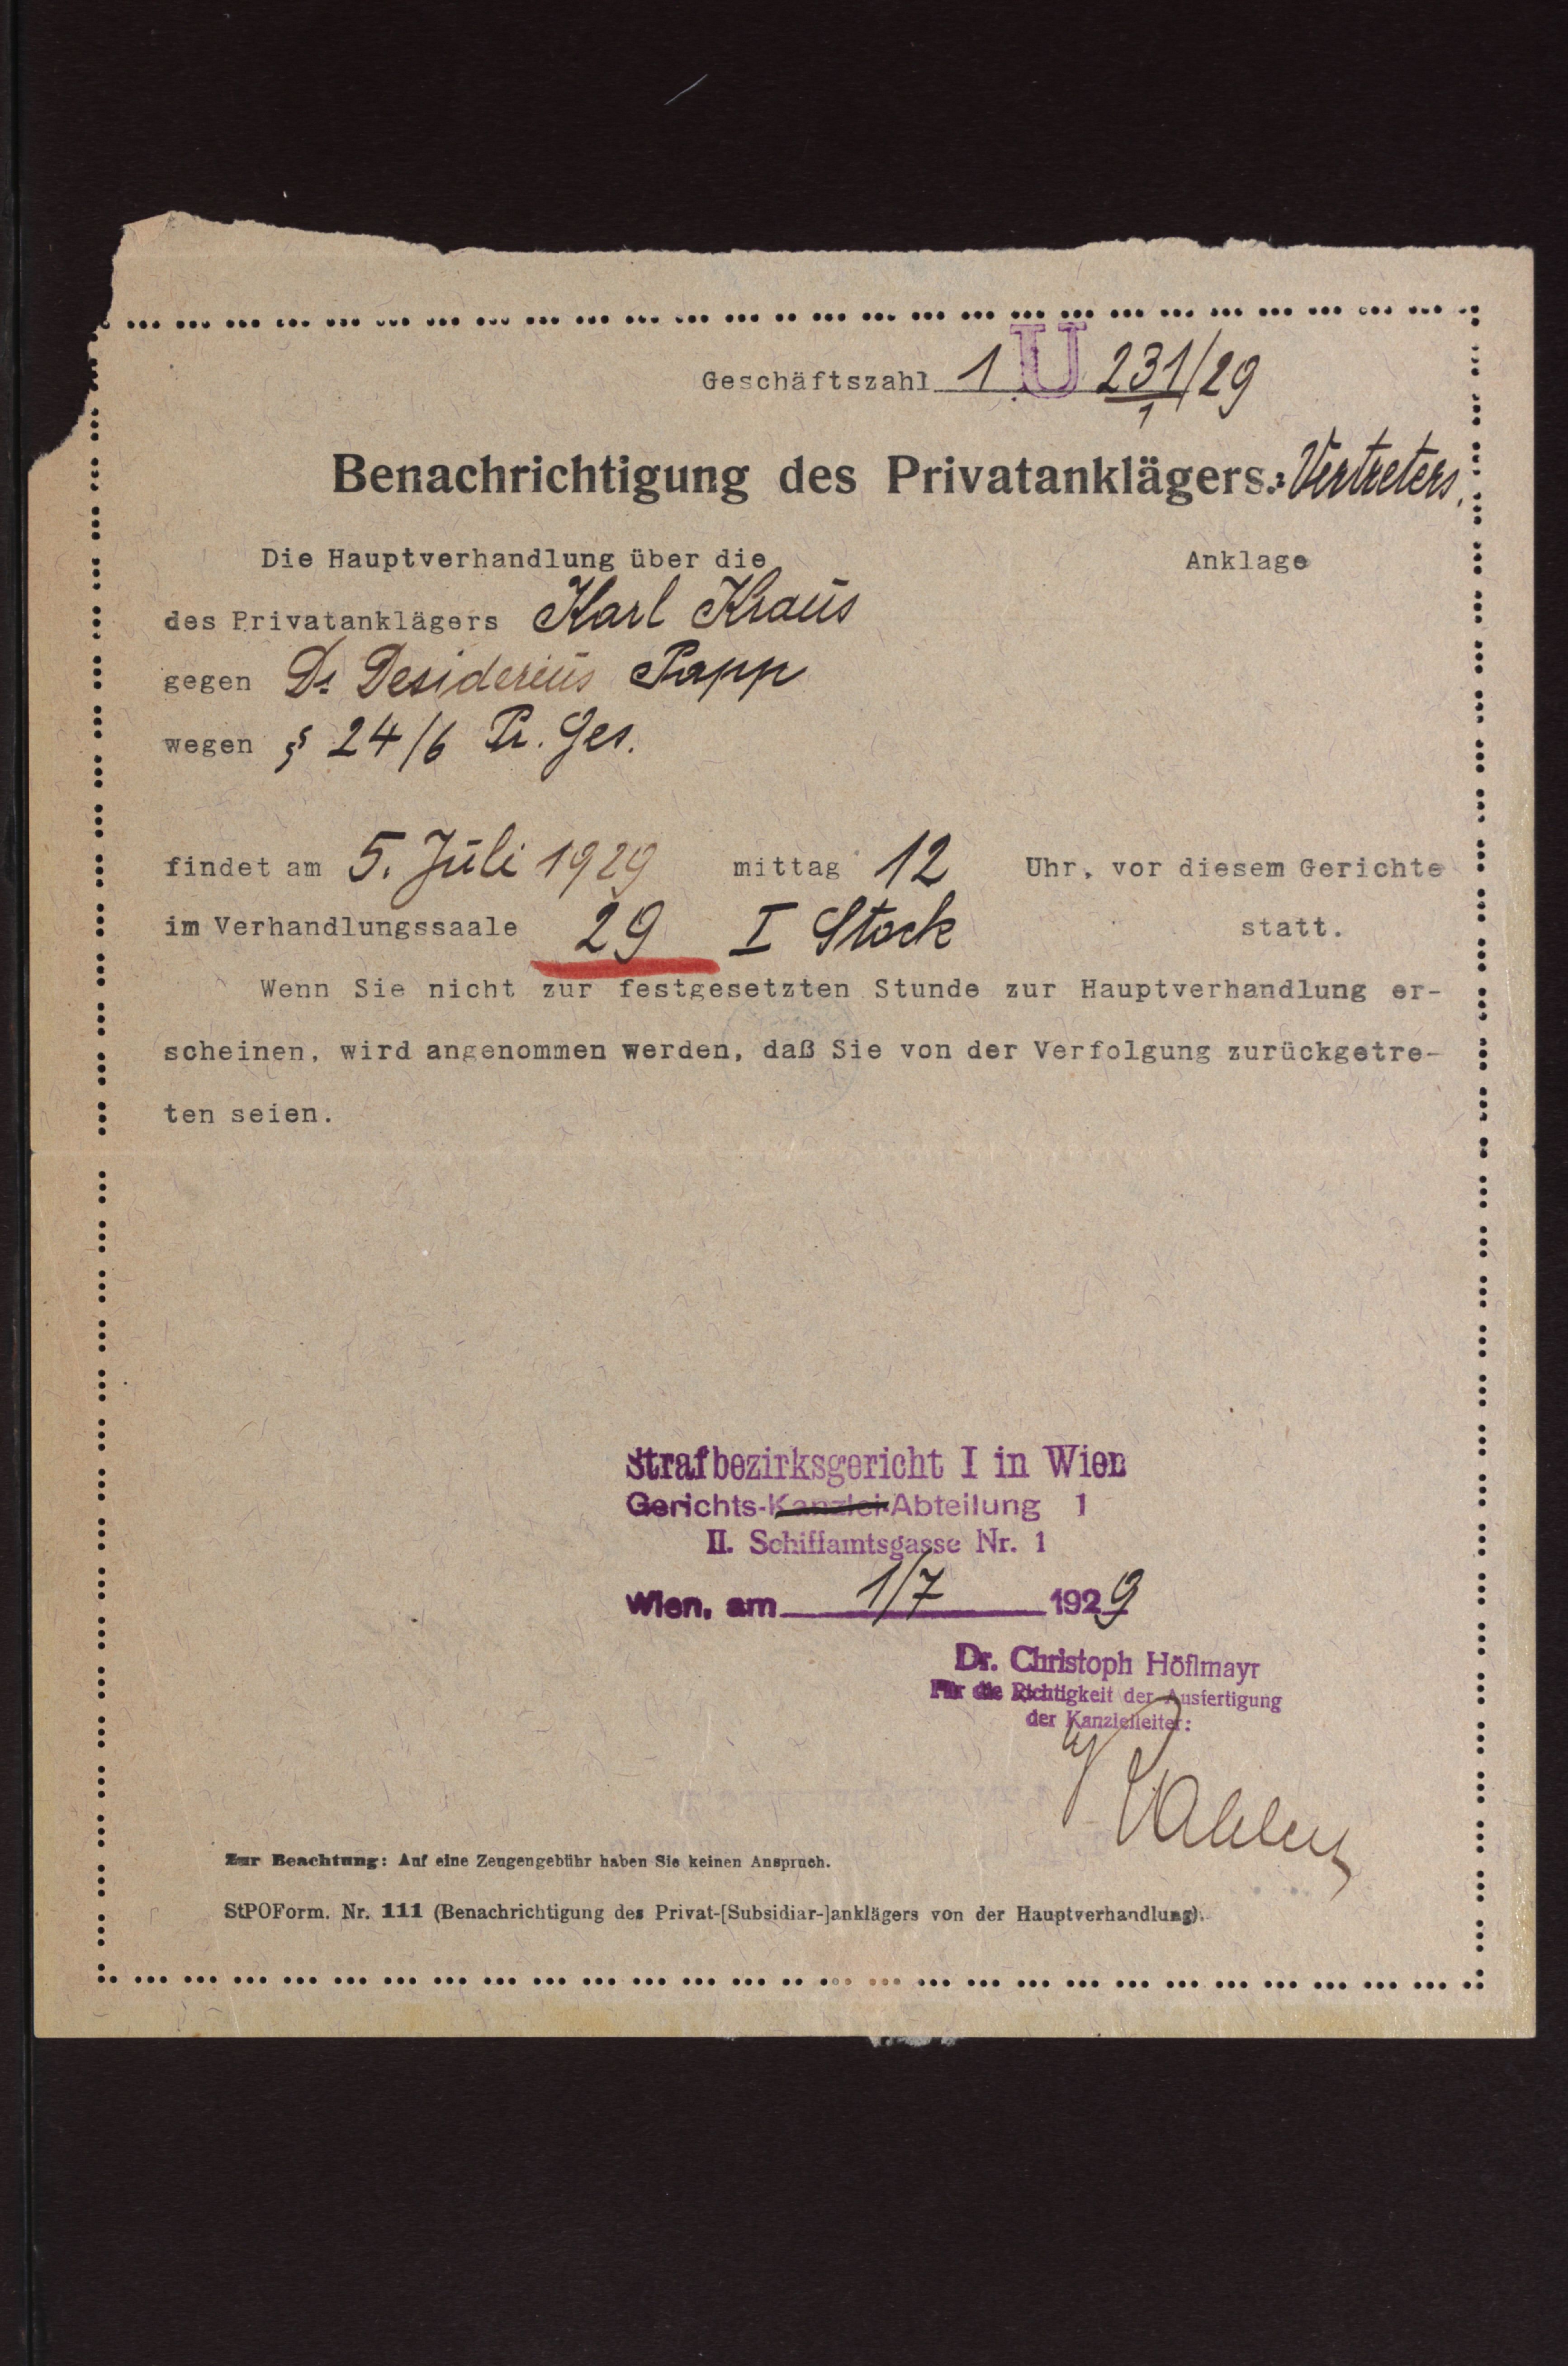 Geschäftszahl 1 U 231/29
1
Benachrichtigung des Privatanklägers.: Vertreters.
Die Hauptverhandlung über die Anklage
des Privatanklägers Karl Kraus
gegen Dr Desiderius Papp
wegen § 24/6 Pr. Ges.
findet am 5. Juli 1929 mittag 12 Uhr, vor diesem Gerichte
im Verhandlungssaale 29 I Stock statt.
Wenn Sie nicht zur festgesetzten Stunde zur Hauptverhandlung er-
scheinen, wird angenommen werden, daß Sie von der Verfolgung zurückgetre-
ten seien.
Strafbezirksgericht I in Wien
Gerichts-Kanzlei-Abteilung 1
II. Schiffamtsgasse Nr. 1
Wien, am 1/7 1929
Dr. Christoph Höflmayr
Für die Richtigkeit der Ausfertigung
der Kanzleileiter:
Zur Beachtung: Auf eine Zeugengebühr haben Sie keinen Anspruch.
StPOForm. Nr. 111 (Benachrichtigung des Privat-[Subsidiar-]anklägers von der Hauptverhandlung).